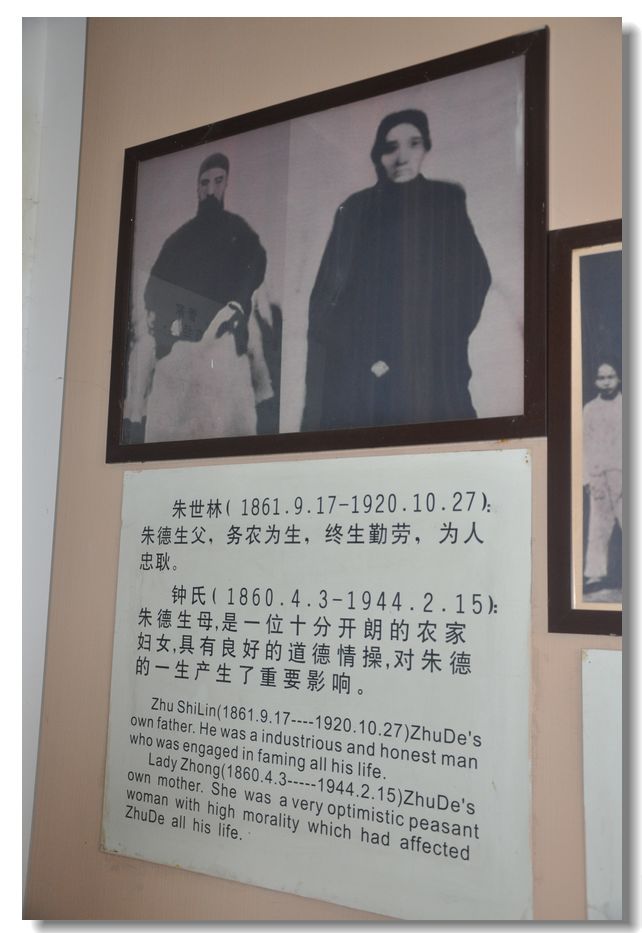 朱世林(1861.9.17-1920.10.27):
朱德生父，务农为生，终生勤劳，为人
忠耿。
钟氏(1860.4.3-1944.2.15):
朱德生母,是一位十分开朗的农家
妇女,具有良好的道德情操,对朱德
的一生产生了重要影响。
Zhu ShiLin(1861.9.17----1920.10.27)ZhuDe's
own father. He was a industrious and honest man
who was engaged in faming all his life.
Lady Zhong(1860.4.3-----1944.2.15)ZhuDe's
own mother. She was a very optimistic peasant
woman with high morality which had affected
ZhuDe all his life.